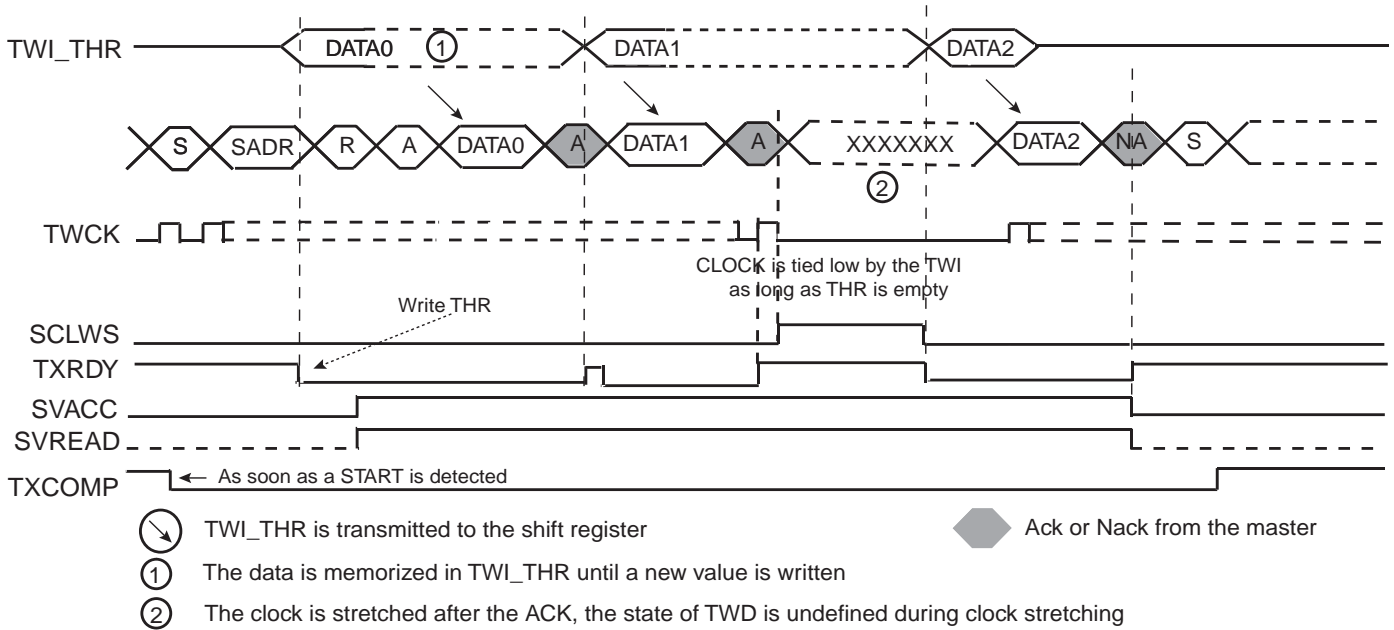 TWI_THR DATA0 1 DATA1 DATA2
S SADR R A DATA0 A DATA1 A XXXXXXX DATA2 NA S
2
TWCK
CLOCK is tied low by the TWI
as long as THR is empty
Write THR
SCLWS
TXRDY
SVACC
SVREAD
TXCOMP As soon as a START is detected
TWI_THR is transmitted to the shift register Ack or Nack from the master
1 The data is memorized in TWI_THR until a new value is written
2 The clock is stretched after the ACK, the state of TWD is undefined during clock stretching